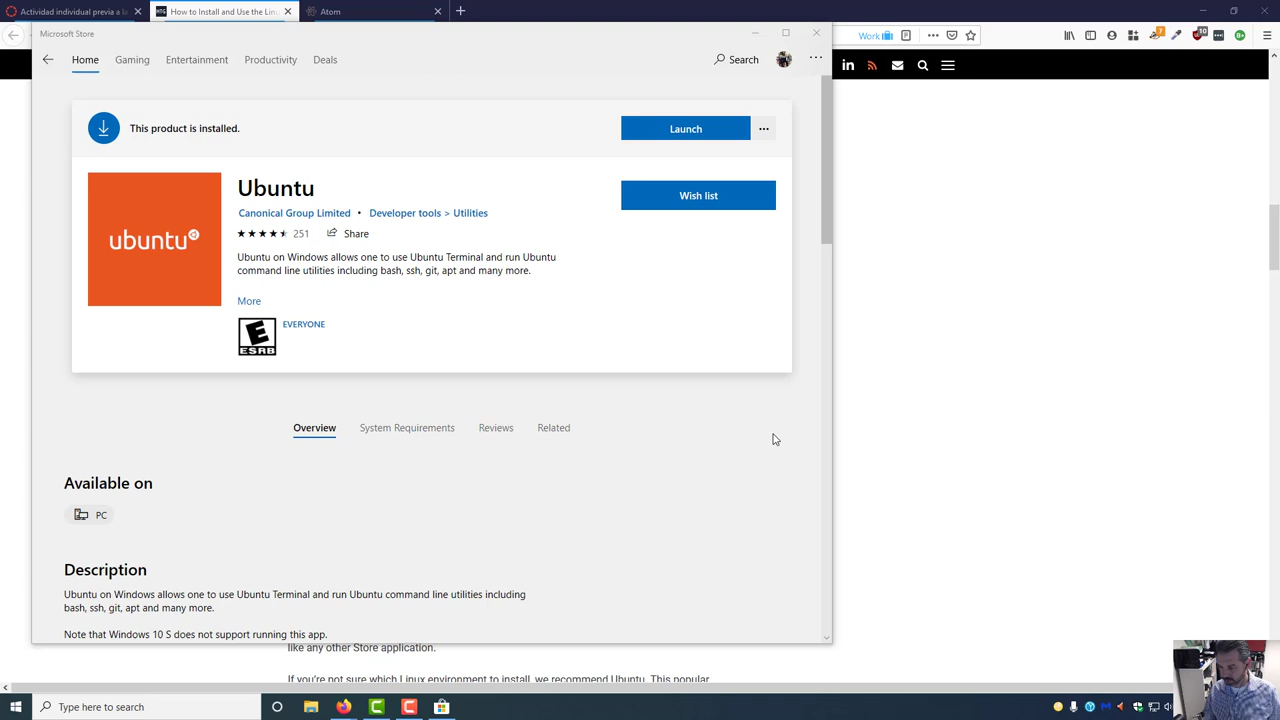 Actividad individual previa a la
How to Install and Use the Linu
Atom
Microsoft Store
Work
Home
Gaming
Entertainment
Productivity
Deals
Search
This product is installed.
Launch
ubuntu
Ubuntu
Wish list
Canonical Group Limited • Developer tools > Utilities
251
Share
Ubuntu on Windows allows one to use Ubuntu Terminal and run Ubuntu
command line utilities including bash, ssh, git, apt and many more.
More
E
ESRB
EVERYONE
Overview
System Requirements
Reviews
Related
Available on
PC
Description
Ubuntu on Windows allows one to use Ubuntu Terminal and run Ubuntu command line utilities including
bash, ssh, git, apt and many more.
Note that Windows 10 S does not support running this app.
like any other Store application.
If you're not sure which Linux environment to install, we recommend Ubuntu. This popular
Type here to search